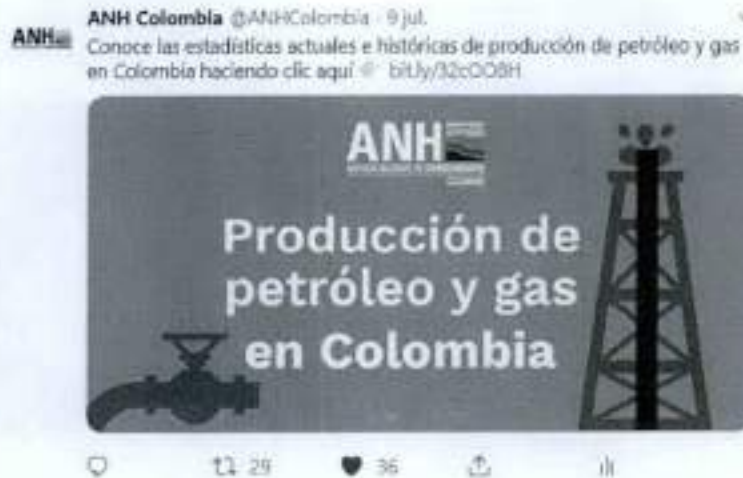 ANH Colombia @ANHColombia · 9 jul.
ANH
Conoce las estadísticas actuales e históricas de producción de petróleo y gas
en Colombia haciendo clic aquí
ANH
Producción de
petróleo y gas
en Colombia
29 36